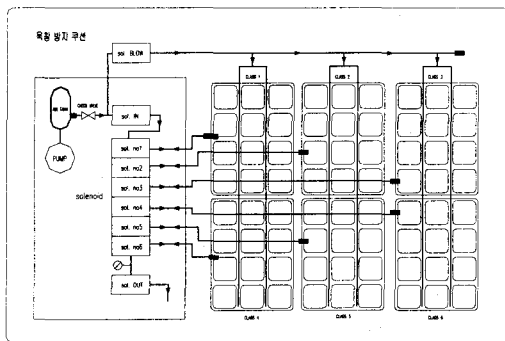 욕창 방지 쿠션
sol. BLOW
AIR TANK
CHECK VALVE
sol. IN
PUMP
solenoid
sol. no1
sol. no2
sol. no3
sol. no4
sol. no5
sol. no6
sol. OUT
CLASS 1
CLASS 2
CLASS 3
CLASS 4
CLASS 5
CLASS 6